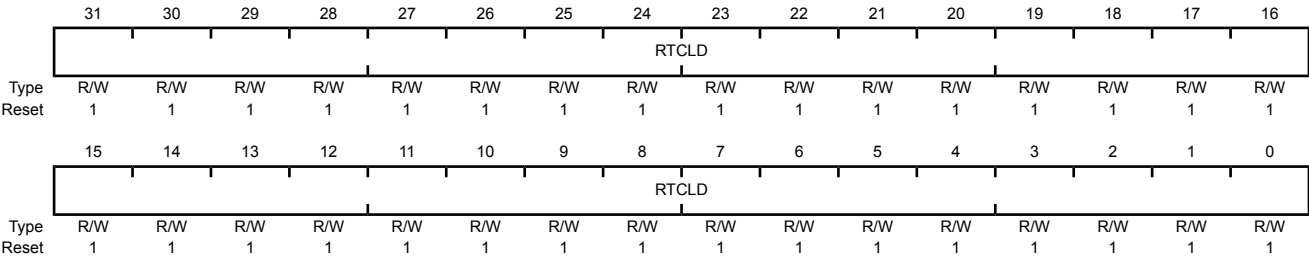 31 30 29 28 27 26 25 24 23 22 21 20 19 18 17 16
RTCLD
Type R/W R/W R/W R/W R/W R/W R/W R/W R/W R/W R/W R/W R/W R/W R/W R/W
Reset 1 1 1 1 1 1 1 1 1 1 1 1 1 1 1 1
15 14 13 12 11 10 9 8 7 6 5 4 3 2 1 0
RTCLD
Type R/W R/W R/W R/W R/W R/W R/W R/W R/W R/W R/W R/W R/W R/W R/W R/W
Reset 1 1 1 1 1 1 1 1 1 1 1 1 1 1 1 1